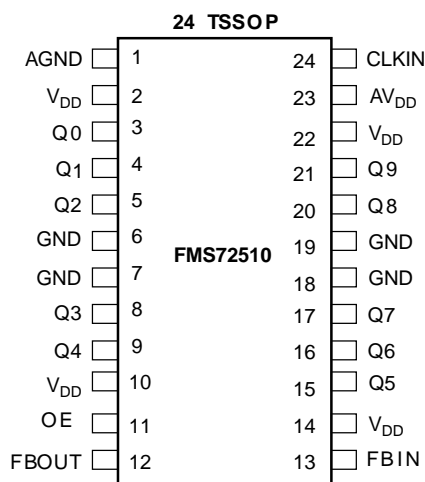 24 TSSOP
AGND 1 24 CLKIN
VDD 2 23 AVDD
Q0 3 22 VDD
Q1 4 21 Q9
Q2 5 20 Q8
GND 6 19 GND
FMS72510
GND 7 18 GND
Q3 8 17 Q7
Q4 9 16 Q6
VDD 10 15 Q5
OE 11 14 VDD
FBOUT 12 13 FBIN